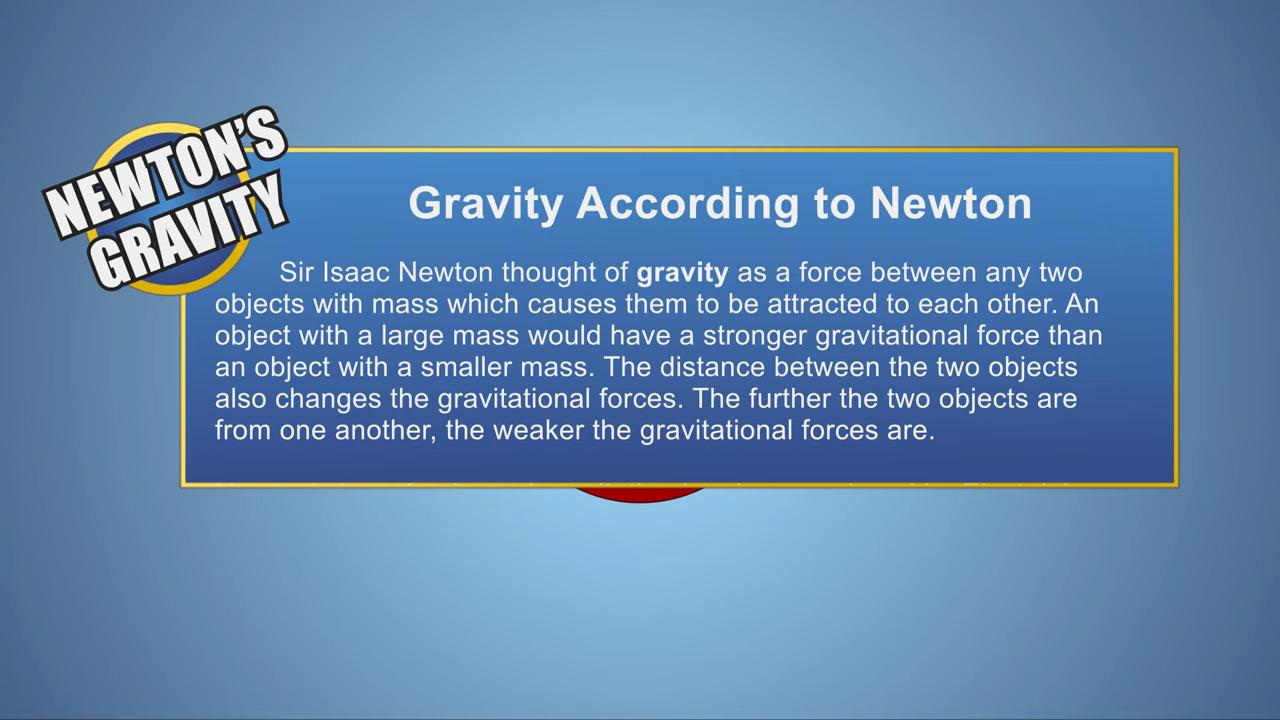 NEWTON'S
GRAVITY
Gravity According to Newton
Sir Isaac Newton thought of gravity as a force between any two
objects with mass which causes them to be attracted to each other. An
object with a large mass would have a stronger gravitational force than
an object with a smaller mass. The distance between the two objects
also changes the gravitational forces. The further the two objects are
from one another, the weaker the gravitational forces are.